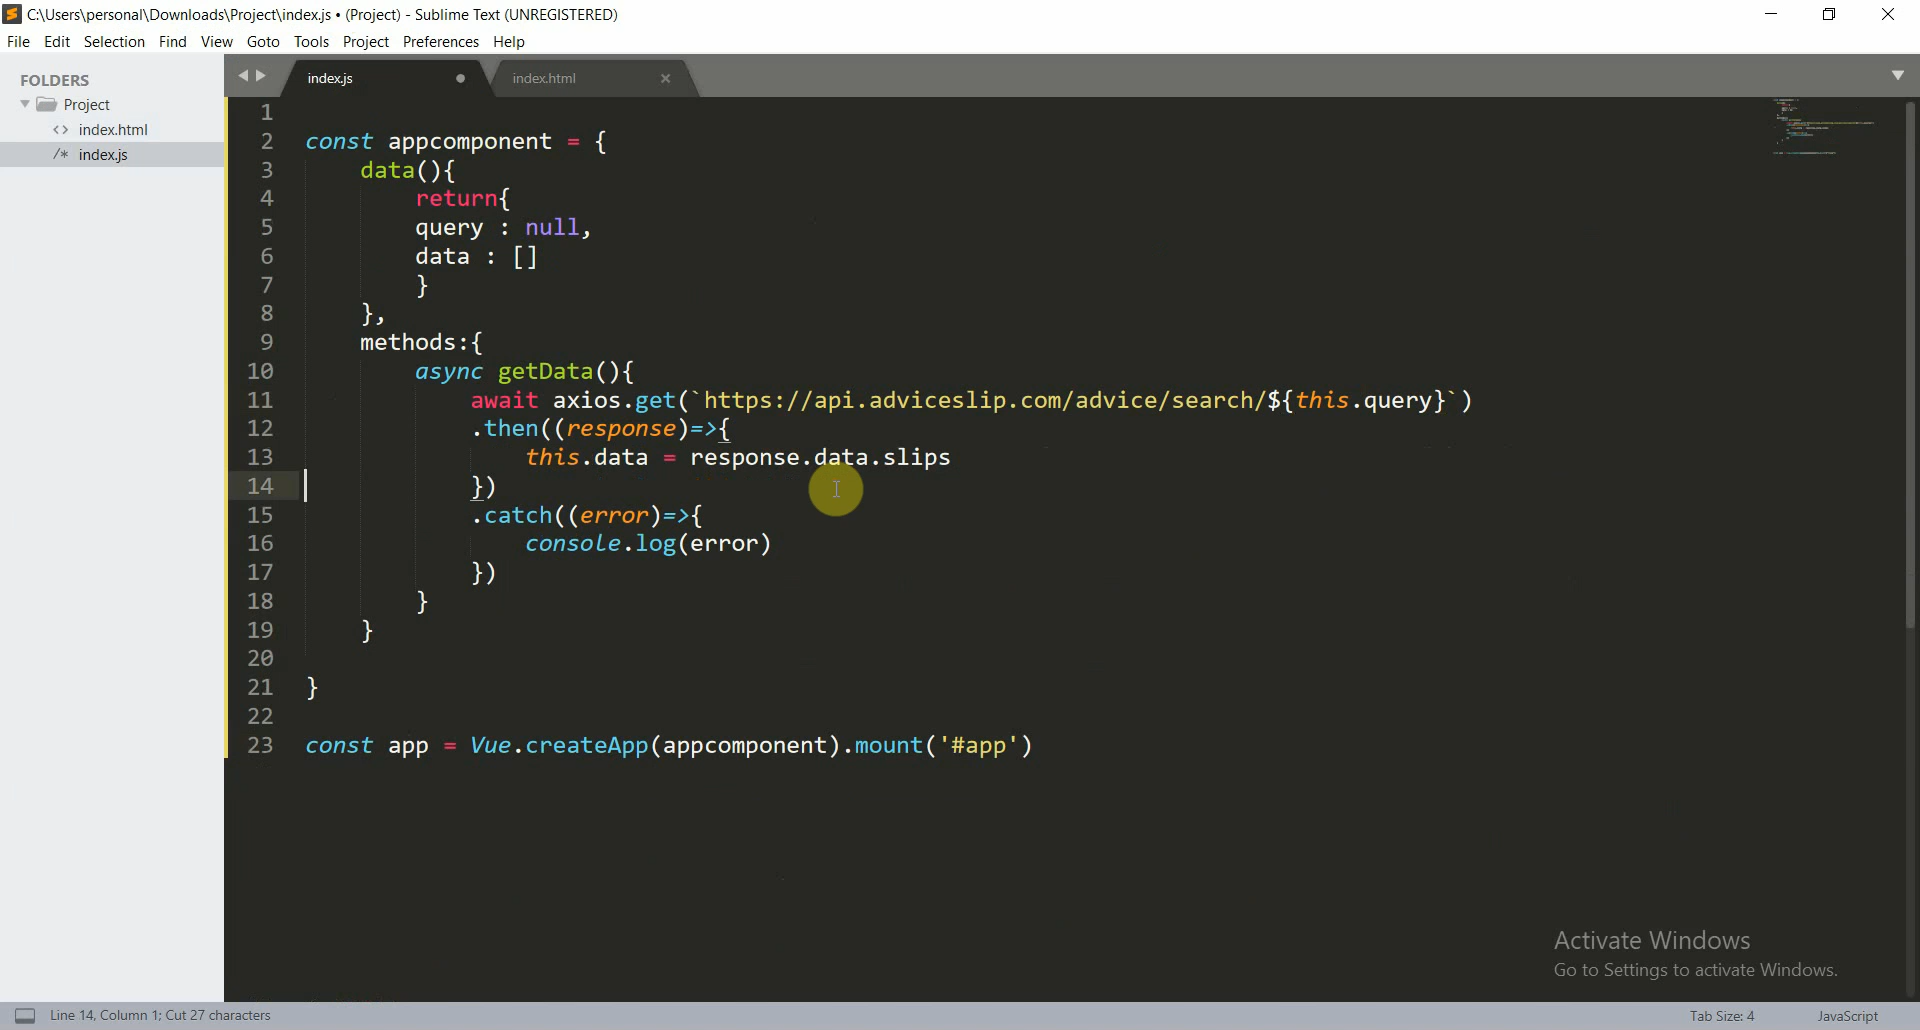 C:\Users\personal\Downloads\Project\index.js • (Project) - Sublime Text (UNREGISTERED)
File Edit Selection Find View Goto Tools Project Preferences Help
FOLDERS
Project
<> index.html
/* index.js
index.js
index.html
1
2 const appcomponent = {
3 data(){
4 return{
5 query : null,
6 data : []
7 }
8 },
9 methods:{
10 async getData(){
11 await axios.get(`https://api.adviceslip.com/advice/search/${this.query}`)
12 .then((response)=>{
13 this.data = response.data.slips
14 })
15 .catch((error)=>{
16 console.log(error)
17 })
18 }
19 }
20
21 }
22
23 const app = Vue.createApp(appcomponent).mount('#app')
Activate Windows
Go to Settings to activate Windows.
Line 14, Column 1; Cut 27 characters
Tab Size: 4
JavaScript